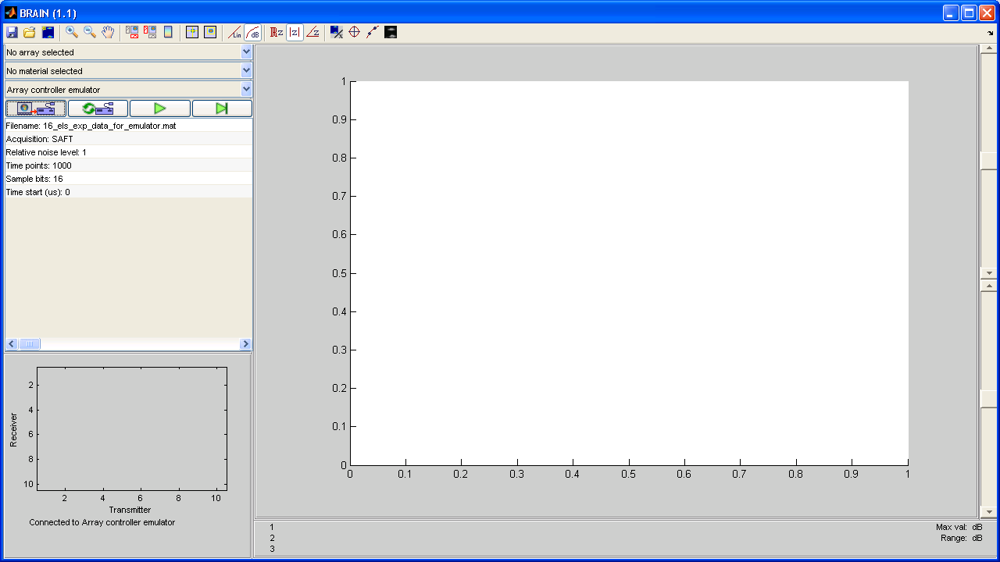 BRAIN (1.1)
Lin dB ℝz |z| ∠z
No array selected
No material selected
Array controller emulator
Filename: 16_els_exp_data_for_emulator.mat
Acquisition: SAFT
Relative noise level: 1
Time points: 1000
Sample bits: 16
Time start (us): 0
Receiver
2
4
6
8
10
2 4 6 8 10
Transmitter
Connected to Array controller emulator
1
0.9
0.8
0.7
0.6
0.5
0.4
0.3
0.2
0.1
0
0 0.1 0.2 0.3 0.4 0.5 0.6 0.7 0.8 0.9 1
1
2
3
Max val: dB
Range: dB